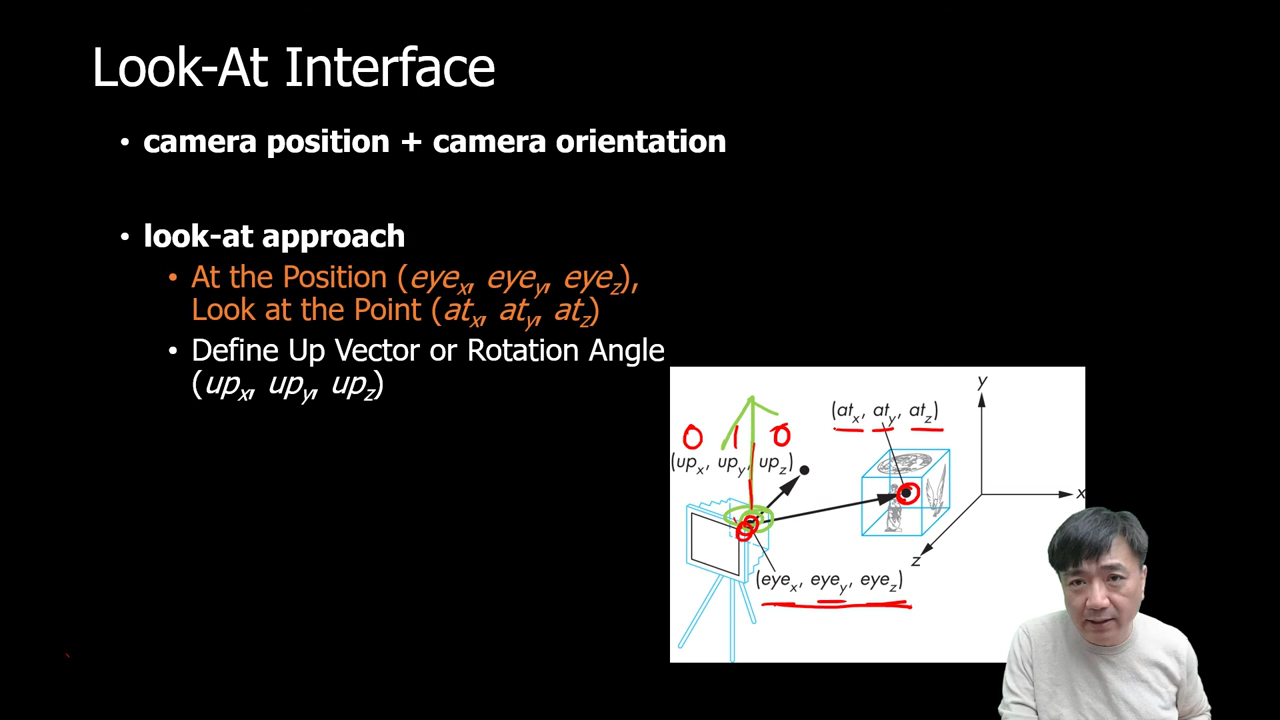 Look-At Interface
• camera position + camera orientation
• look-at approach
• At the Position (eyex, eyey, eyez),
Look at the Point (atx, aty, atz)
• Define Up Vector or Rotation Angle
(upx, upy, upz)
y
(atx, aty, atz)
0 1 0
(upx, upy, upz)
x
z
(eyex, eyey, eyez)